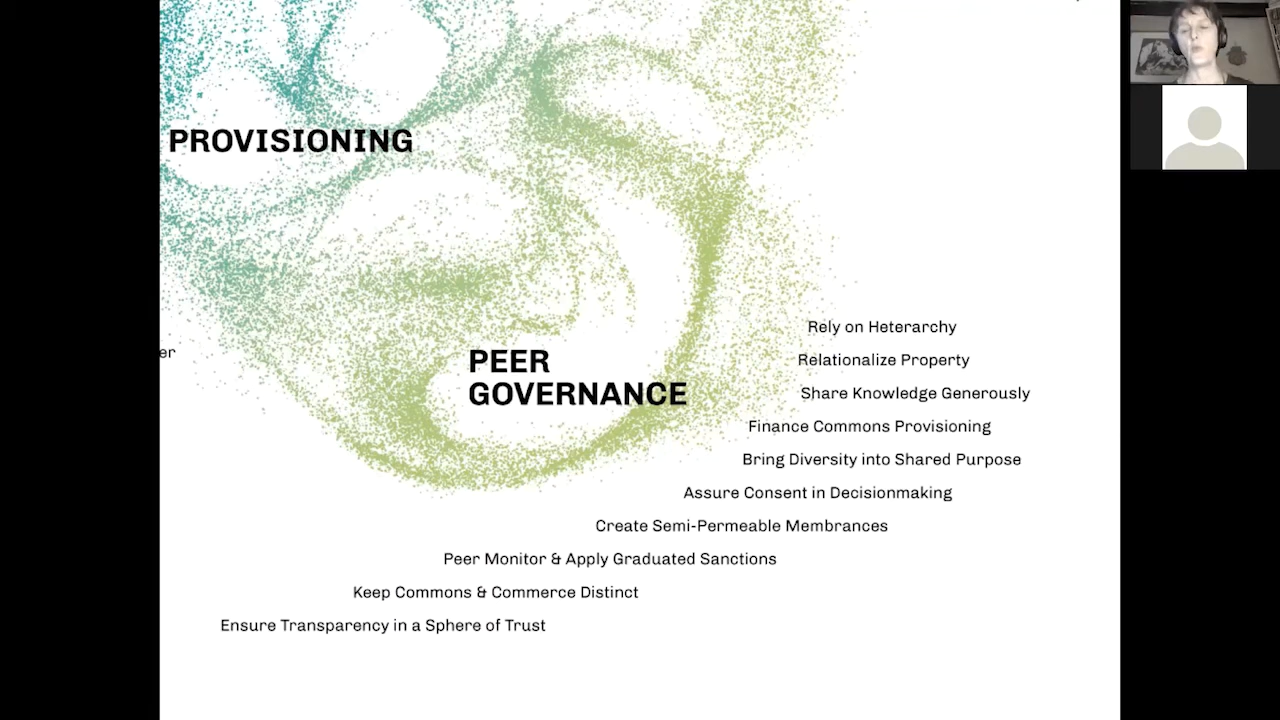 PROVISIONING
er
PEER
GOVERNANCE
Rely on Heterarchy
Relationalize Property
Share Knowledge Generously
Finance Commons Provisioning
Bring Diversity into Shared Purpose
Assure Consent in Decisionmaking
Create Semi-Permeable Membrances
Peer Monitor & Apply Graduated Sanctions
Keep Commons & Commerce Distinct
Ensure Transparency in a Sphere of Trust